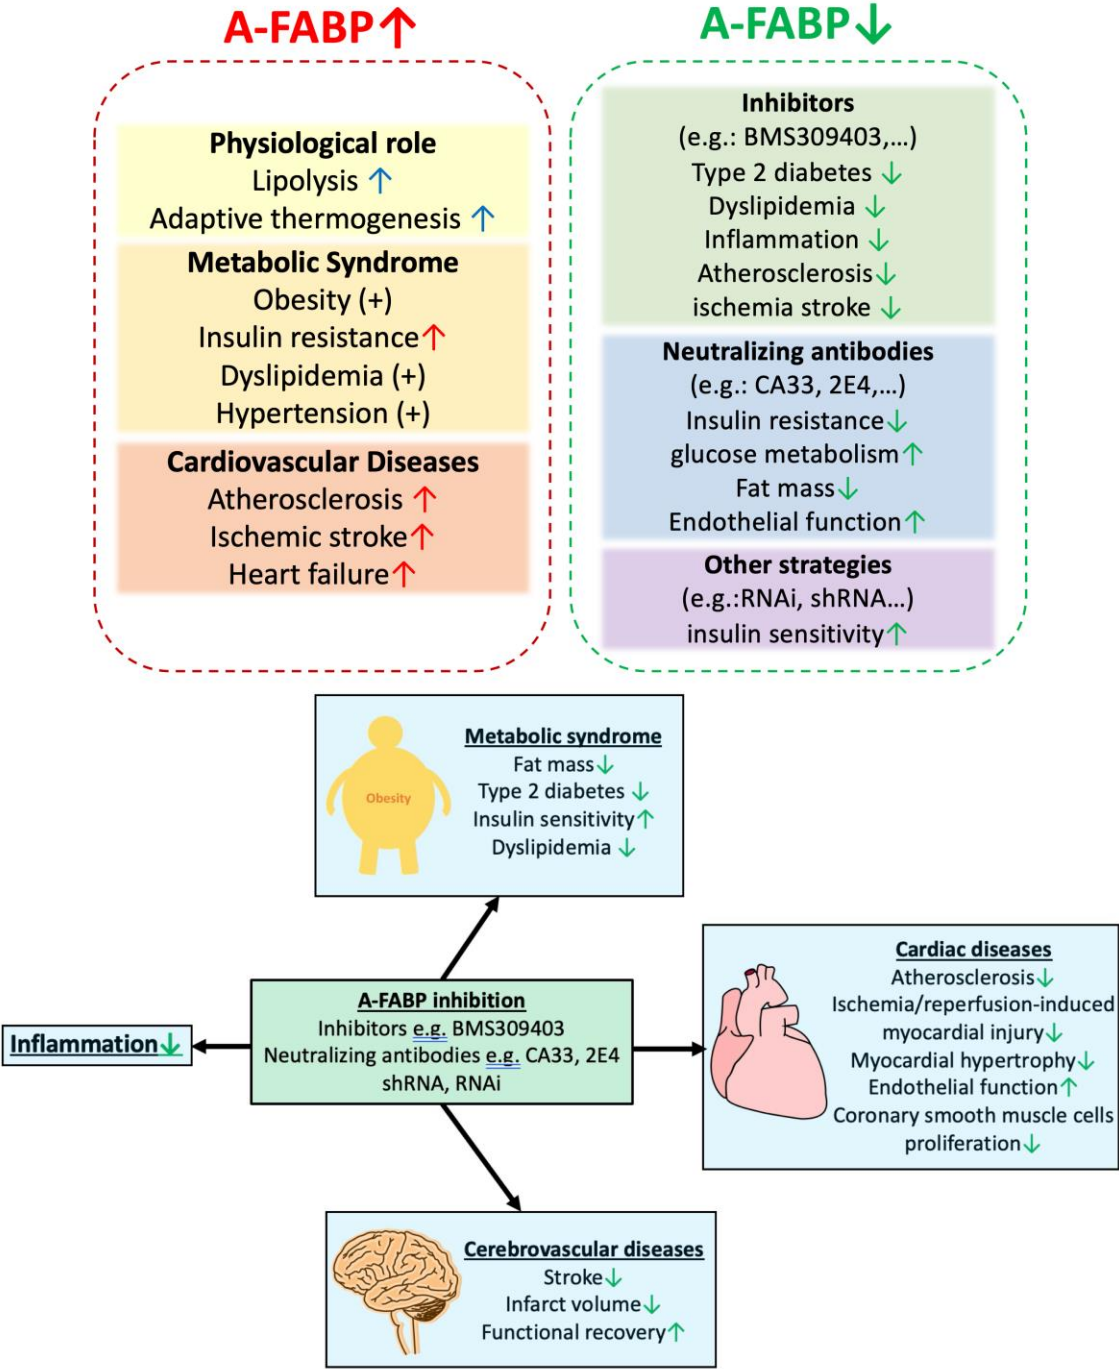 A-FABP↑
Physiological role
Lipolysis ↑
Adaptive thermogenesis ↑
Metabolic Syndrome
Obesity (+)
Insulin resistance↑
Dyslipidemia (+)
Hypertension (+)
Cardiovascular Diseases
Atherosclerosis ↑
Ischemic stroke↑
Heart failure↑
A-FABP↓
Inhibitors
(e.g.: BMS309403,...)
Type 2 diabetes ↓
Dyslipidemia ↓
Inflammation ↓
Atherosclerosis↓
ischemia stroke ↓
Neutralizing antibodies
(e.g.: CA33, 2E4,...)
Insulin resistance↓
glucose metabolism↑
Fat mass↓
Endothelial function↑
Other strategies
(e.g.:RNAi, shRNA...)
insulin sensitivity↑
Obesity
Metabolic syndrome
Fat mass↓
Type 2 diabetes ↓
Insulin sensitivity↑
Dyslipidemia ↓
A-FABP inhibition
Inhibitors e.g. BMS309403
Neutralizing antibodies e.g. CA33, 2E4
shRNA, RNAi
Inflammation↓
Cardiac diseases
Atherosclerosis↓
Ischemia/reperfusion-induced
myocardial injury↓
Myocardial hypertrophy↓
Endothelial function↑
Coronary smooth muscle cells
proliferation↓
Cerebrovascular diseases
Stroke↓
Infarct volume↓
Functional recovery↑